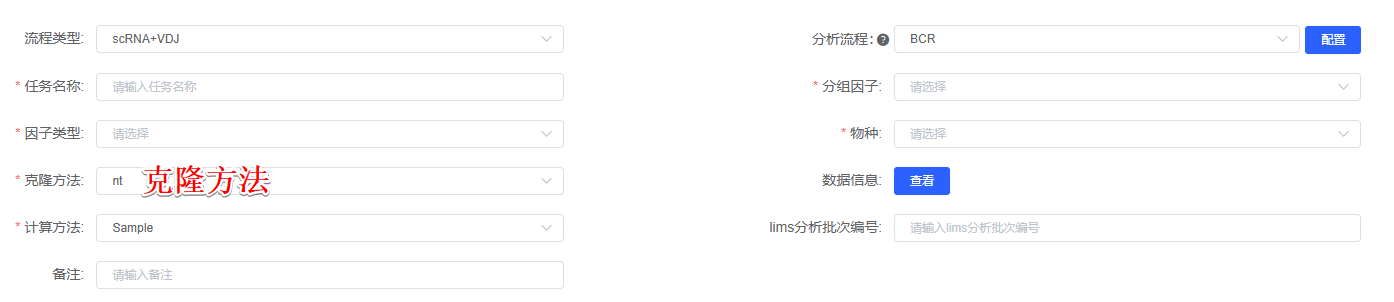 流程类型: scRNA+VDJ 分析流程: ? BCR 配置
* 任务名称: 请输入任务名称 * 分组因子: 请选择
* 因子类型: 请选择 * 物种: 请选择
* 克隆方法: nt 克隆方法 数据信息: 查看
* 计算方法: Sample lims分析批次编号: 请输入lims分析批次编号
备注: 请输入备注